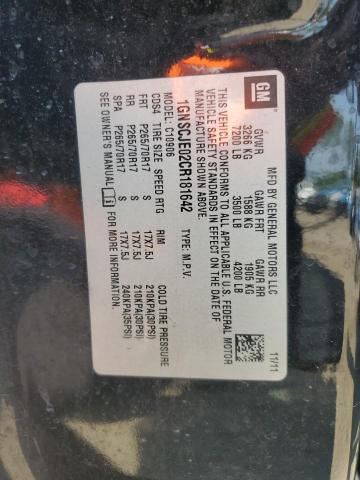 GM
MFD BY GENERAL MOTORS LLC 11/11
GVWR GAWR FRT GAWR RR
3266 KG 1588 KG 1905 KG
7200 LB 3500 LB 4200 LB
THIS VEHICLE CONFORMS TO ALL APPLICABLE U.S. FEDERAL MOTOR
VEHICLE SAFETY STANDARDS IN EFFECT ON THE DATE OF
MANUFACTURE SHOWN ABOVE.
1GNSCJE02CR181642 TYPE: M.P.V.
MODEL: C10906
CDS4 TIRE SIZE SPEED RTG RIM COLD TIRE PRESSURE
FRT P265/70R17 S 17X7.5J 210KPA(30PSI)
RR P265/70R17 S 17X7.5J 210KPA(30PSI)
SPA P265/70R17 S 17X7.5J 240KPA(35PSI)
SEE OWNER'S MANUAL i FOR MORE INFORMATION.